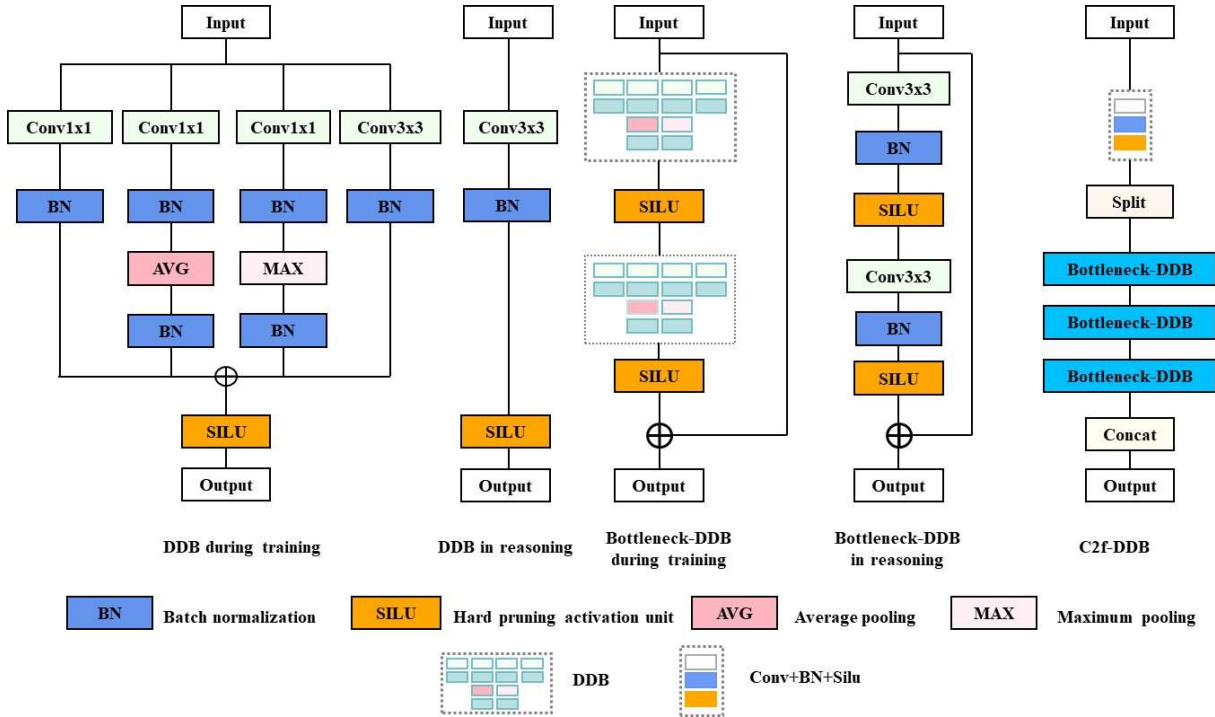 Input
Conv1x1
Conv1x1
Conv1x1
Conv3x3
BN
BN
BN
BN
AVG
MAX
BN
BN
SILU
Output
DDB during training
Input
Conv3x3
BN
SILU
Output
DDB in reasoning
Input
SILU
SILU
Output
Bottleneck-DDB
during training
Input
Conv3x3
BN
SILU
Conv3x3
BN
SILU
Output
Bottleneck-DDB
in reasoning
Input
Split
Bottleneck-DDB
Bottleneck-DDB
Bottleneck-DDB
Concat
Output
C2f-DDB
BN Batch normalization
SILU Hard pruning activation unit
AVG Average pooling
MAX Maximum pooling
DDB
Conv+BN+Silu